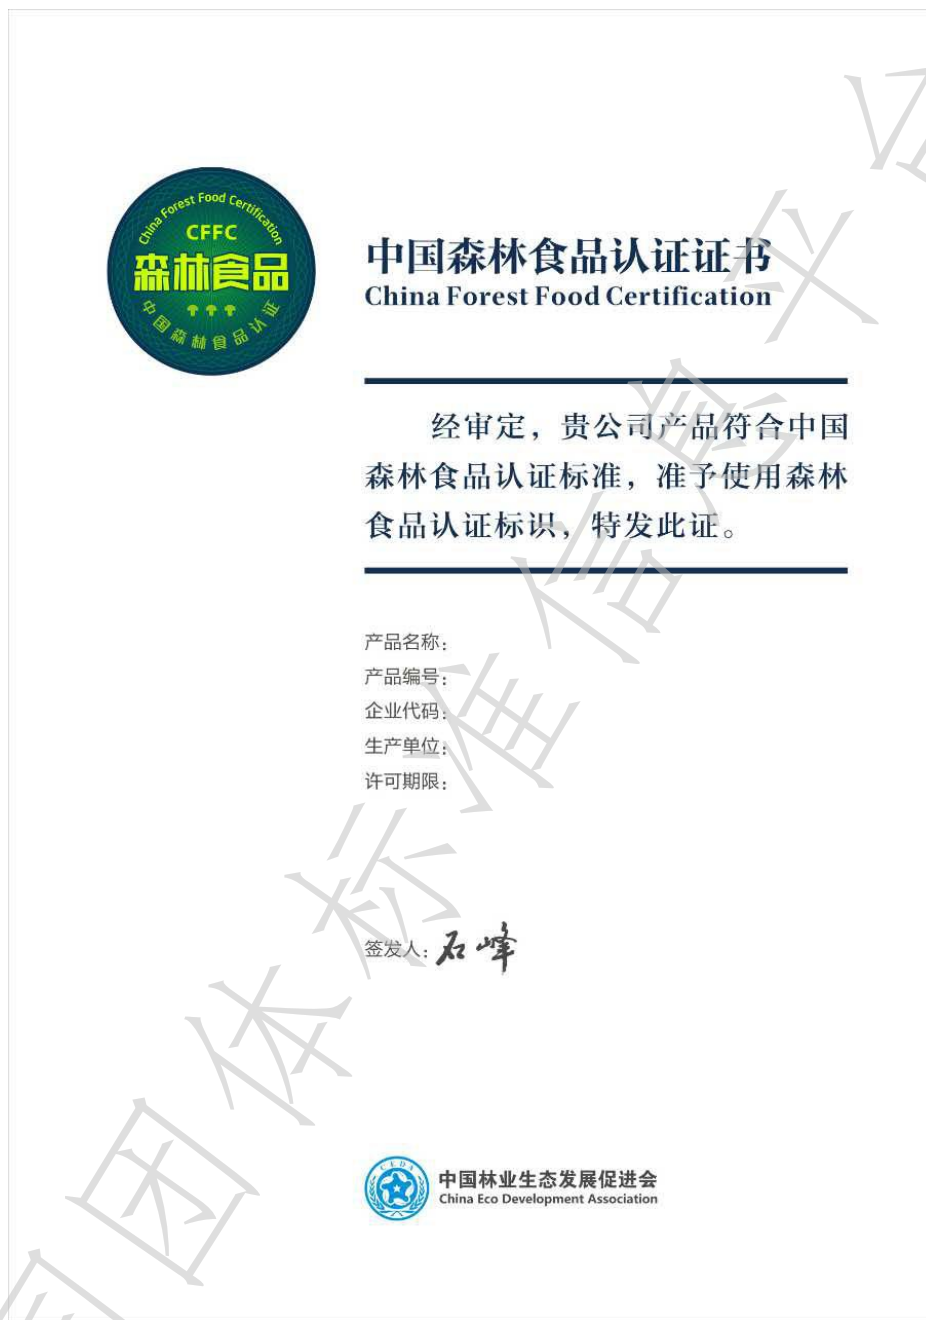 China Forest Food Certification
CFFC
森林食品
中国森林食品认证
中国森林食品认证证书
China Forest Food Certification
经审定，贵公司产品符合中国
森林食品认证标准，准予使用森林
食品认证标识，特发此证。
产品名称：
产品编号：
企业代码：
生产单位：
许可期限：
签发人：石峰
CEDA
中国林业生态发展促进会
China Eco Development Association
国团体标准信息平台